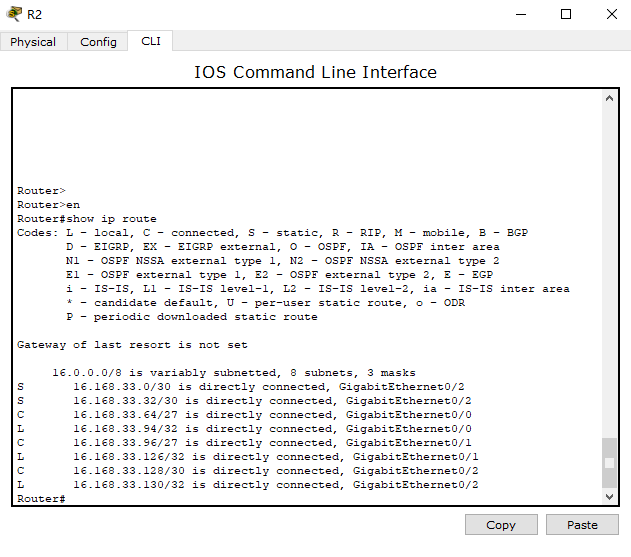 R2
Physical Config CLI
IOS Command Line Interface
Router>
Router>en
Router#show ip route
Codes: L - local, C - connected, S - static, R - RIP, M - mobile, B - BGP
       D - EIGRP, EX - EIGRP external, O - OSPF, IA - OSPF inter area
       N1 - OSPF NSSA external type 1, N2 - OSPF NSSA external type 2
       E1 - OSPF external type 1, E2 - OSPF external type 2, E - EGP
       i - IS-IS, L1 - IS-IS level-1, L2 - IS-IS level-2, ia - IS-IS inter area
       * - candidate default, U - per-user static route, o - ODR
       P - periodic downloaded static route
Gateway of last resort is not set
     16.0.0.0/8 is variably subnetted, 8 subnets, 3 masks
S       16.168.33.0/30 is directly connected, GigabitEthernet0/2
S       16.168.33.32/30 is directly connected, GigabitEthernet0/2
C       16.168.33.64/27 is directly connected, GigabitEthernet0/0
L       16.168.33.94/32 is directly connected, GigabitEthernet0/0
C       16.168.33.96/27 is directly connected, GigabitEthernet0/1
L       16.168.33.126/32 is directly connected, GigabitEthernet0/1
C       16.168.33.128/30 is directly connected, GigabitEthernet0/2
L       16.168.33.130/32 is directly connected, GigabitEthernet0/2
Router#
Copy Paste